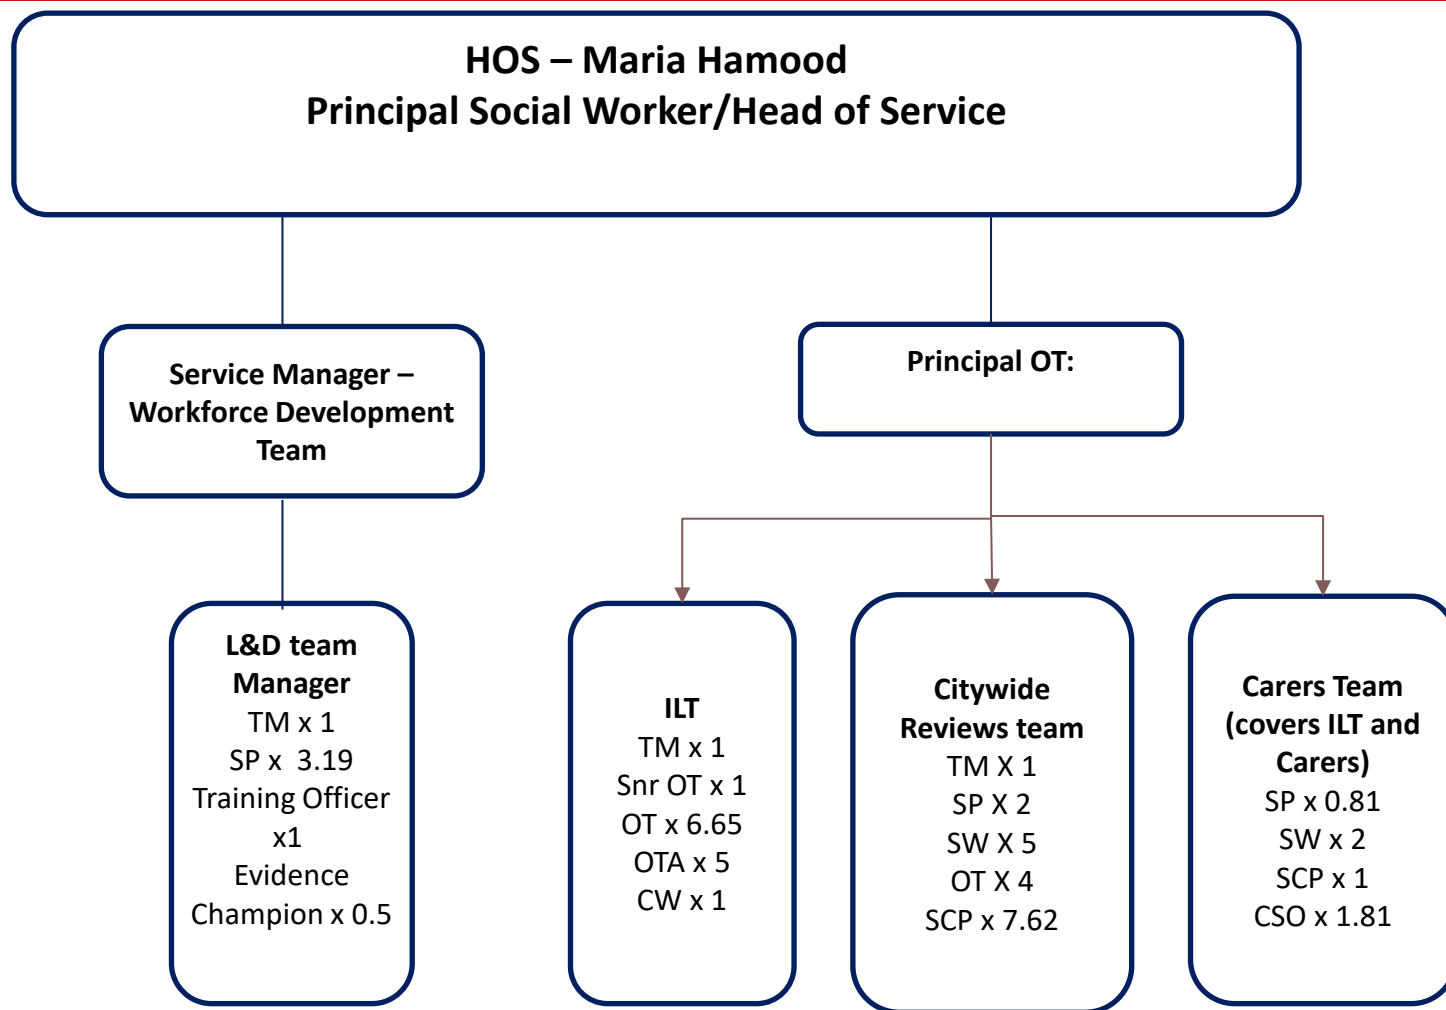 HOS – Maria Hamood
Principal Social Worker/Head of Service
Service Manager –
Workforce Development
Team
Principal OT:
L&D team
Manager
TM x 1
SP x  3.19
Training Officer
x1
Evidence
Champion x 0.5
ILT
TM x 1
Snr OT x 1
OT x 6.65
OTA x 5
CW x 1
Citywide
Reviews team
TM X 1
SP X 2
SW X 5
OT X 4
SCP x 7.62
Carers Team
(covers ILT and
Carers)
SP x 0.81
SW x 2
SCP x 1
CSO x 1.81